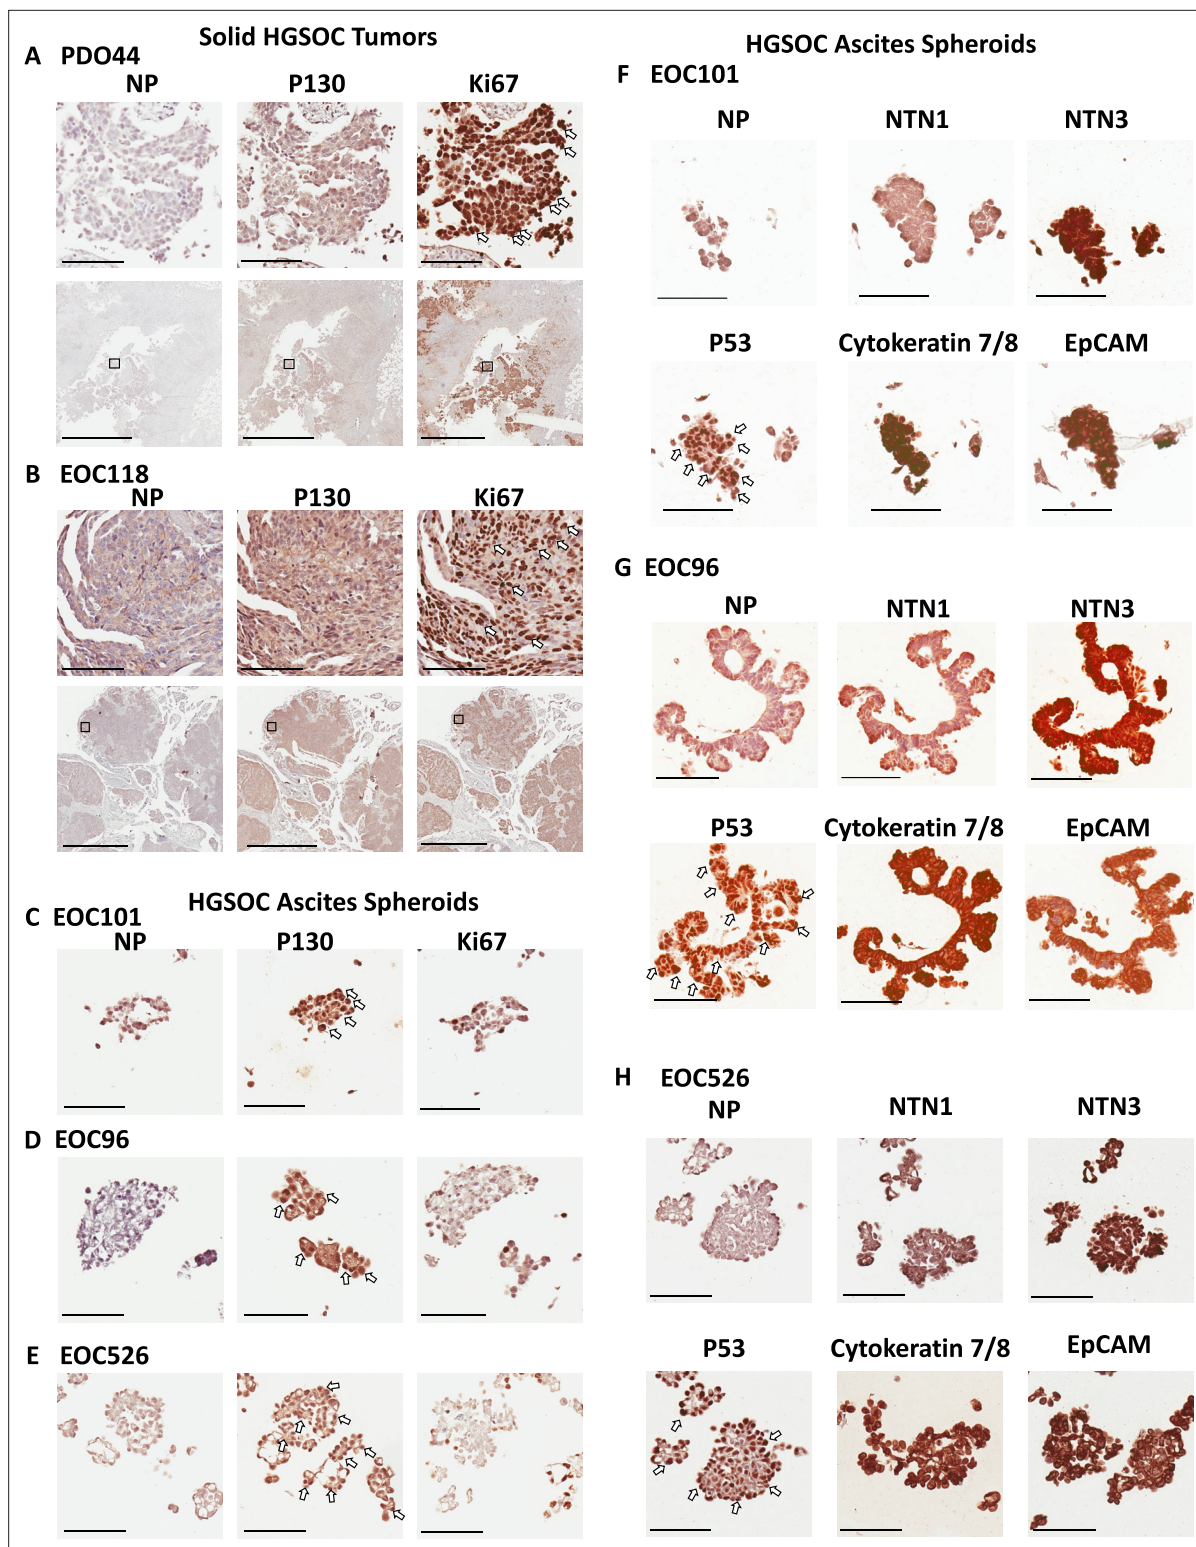 Solid HGSOC Tumors
A PDO44
NP P130 Ki67
B EOC118
NP P130 Ki67
HGSOC Ascites Spheroids
C EOC101
NP P130 Ki67
D EOC96
E EOC526
HGSOC Ascites Spheroids
F EOC101
NP NTN1 NTN3
P53 Cytokeratin 7/8 EpCAM
G EOC96
NP NTN1 NTN3
P53 Cytokeratin 7/8 EpCAM
H EOC526
NP NTN1 NTN3
P53 Cytokeratin 7/8 EpCAM